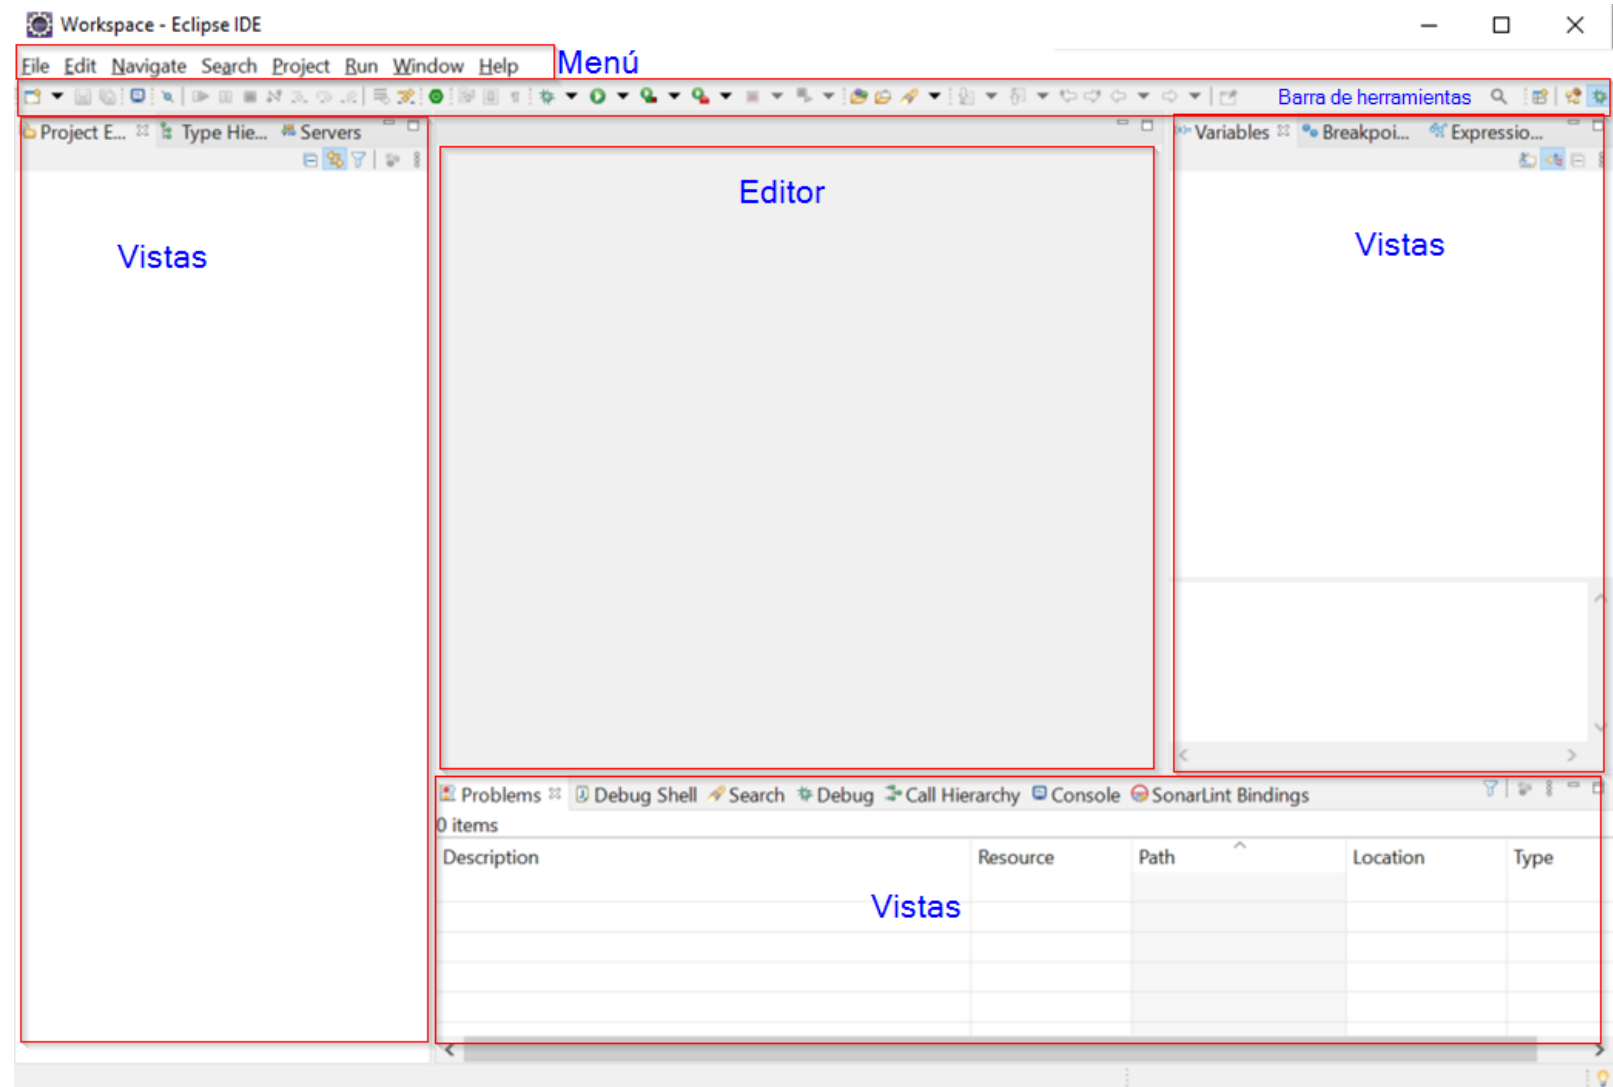 Workspace - Eclipse IDE
File Edit Navigate Search Project Run Window Help Menú
Barra de herramientas
Project E... Type Hie... Servers
Variables Breakpoi... Expressio...
Editor
Vistas
Vistas
Problems Debug Shell Search Debug Call Hierarchy Console SonarLint Bindings
0 items
Description Resource Path Location Type
Vistas